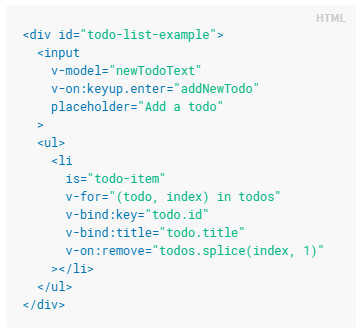 HTML
<div id="todo-list-example">
  <input
    v-model="newTodoText"
    v-on:keyup.enter="addNewTodo"
    placeholder="Add a todo"
  >
  <ul>
    <li
      is="todo-item"
      v-for="(todo, index) in todos"
      v-bind:key="todo.id"
      v-bind:title="todo.title"
      v-on:remove="todos.splice(index, 1)"
    ></li>
  </ul>
</div>